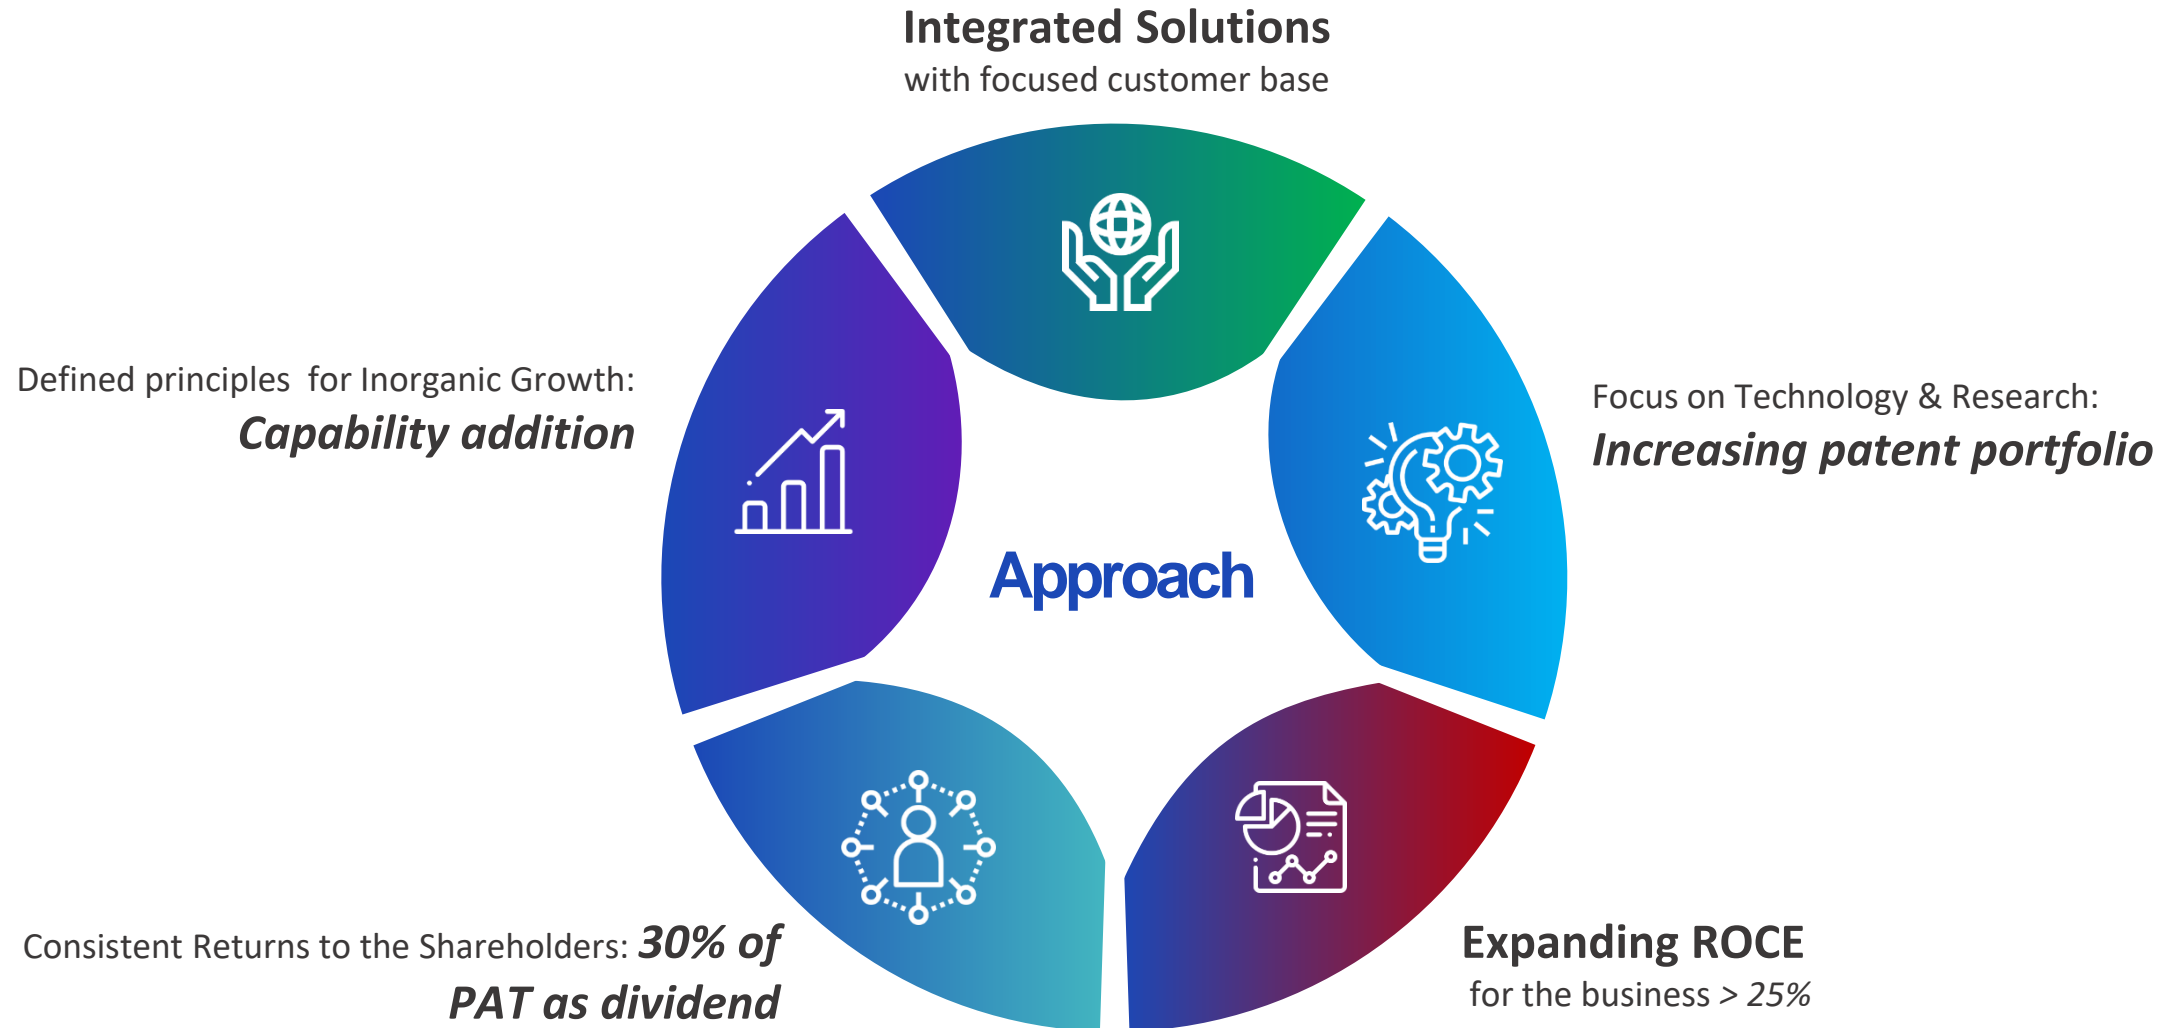 Integrated Solutions
with focused customer base
Defined principles  for Inorganic Growth:
Capability addition
Focus on Technology & Research:
Increasing patent portfolio
Approach
Consistent Returns to the Shareholders: 30% of
PAT as dividend
Expanding ROCE
for the business > 25%